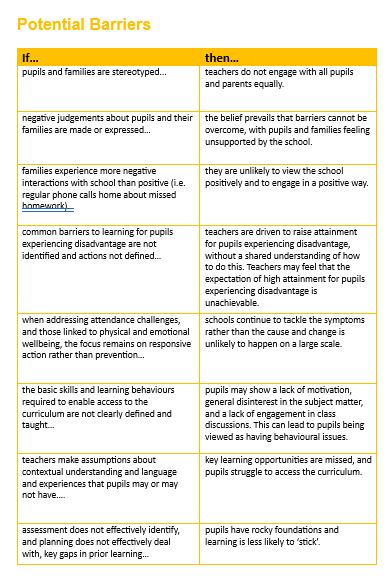 Potential Barriers
If... then...
pupils and families are stereotyped... teachers do not engage with all pupils
and parents equally.
negative judgements about pupils and their the belief prevails that barriers cannot be
families are made or expressed... overcome, with pupils and families feeling
unsupported by the school.
families experience more negative they are unlikely to view the school
interactions with school than positive (i.e. positively and to engage in a positive way.
regular phone calls home about missed
homework)...
common barriers to learning for pupils teachers are driven to raise attainment
experiencing disadvantage are not for pupils experiencing disadvantage,
identified and actions not defined... without a shared understanding of how
to do this. Teachers may feel that the
expectation of high attainment for pupils
experiencing disadvantage is
unachievable.
when addressing attendance challenges, schools continue to tackle the symptoms
and those linked to physical and emotional rather than the cause and change is
wellbeing, the focus remains on responsive unlikely to happen on a large scale.
action rather than prevention...
the basic skills and learning behaviours pupils may show a lack of motivation,
required to enable access to the general disinterest in the subject matter,
curriculum are not clearly defined and and a lack of engagement in class
taught... discussions. This can lead to pupils being
viewed as having behavioural issues.
teachers make assumptions about key learning opportunities are missed, and
contextual understanding and language pupils struggle to access the curriculum.
and experiences that pupils may or may
not have....
assessment does not effectively identify, pupils have rocky foundations and
and planning does not effectively deal learning is less likely to 'stick'.
with, key gaps in prior learning...